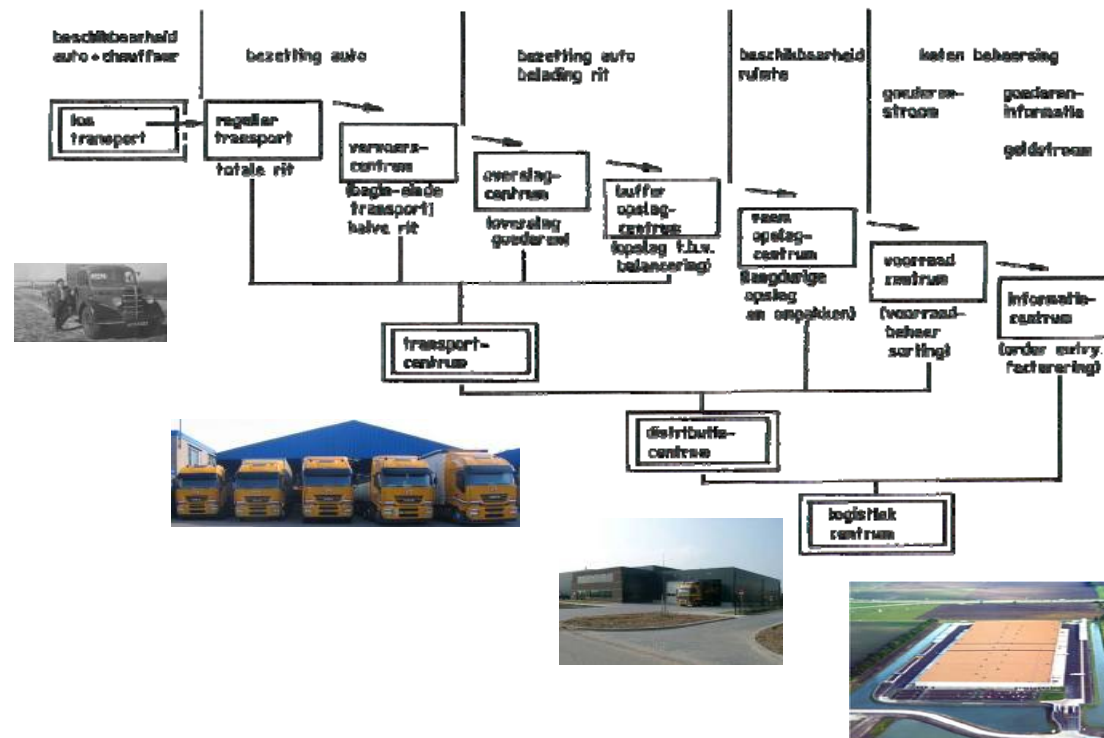 beschikbaarheid
auto + chauffeur
bezetting auto
bezetting auto
belading rit
beschikbaarheid
ruimte
keten beheersing
goederen-
stroom
goederen-
informatie
geldstroom
los
transport
regulier
transport
totale rit
vervoers-
centrum
(begin-einde
transport;
halve rit
overslag-
centrum
(overslag
goederen)
buffer
opslag-
centrum
(opslag t.b.v.
balancering)
veem
opslag-
centrum
(langdurige
opslag
en ompakken)
voorraad
centrum
(voorraad-
beheer
sorting)
informatie-
centrum
(order entry.
facturering)
transport-
centrum
distributie-
centrum
logistiek
centrum